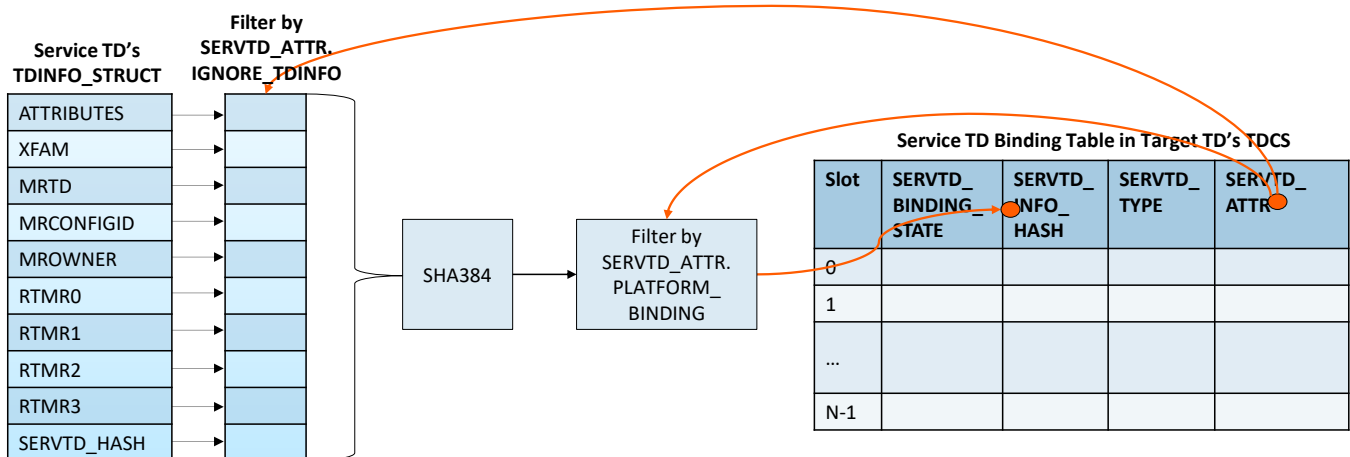 Service TD's
TDINFO_STRUCT
Filter by
SERVTD_ATTR.
IGNORE_TDINFO
ATTRIBUTES
XFAM
MRTD
MRCONFIGID
MROWNER
RTMR0
RTMR1
RTMR2
RTMR3
SERVTD_HASH
SHA384
Filter by
SERVTD_ATTR.
PLATFORM_
BINDING
Service TD Binding Table in Target TD's TDCS
Slot
SERVTD_
BINDING_
STATE
SERVTD_
INFO_
HASH
SERVTD_
TYPE
SERVTD_
ATTR
0
1
...
N-1